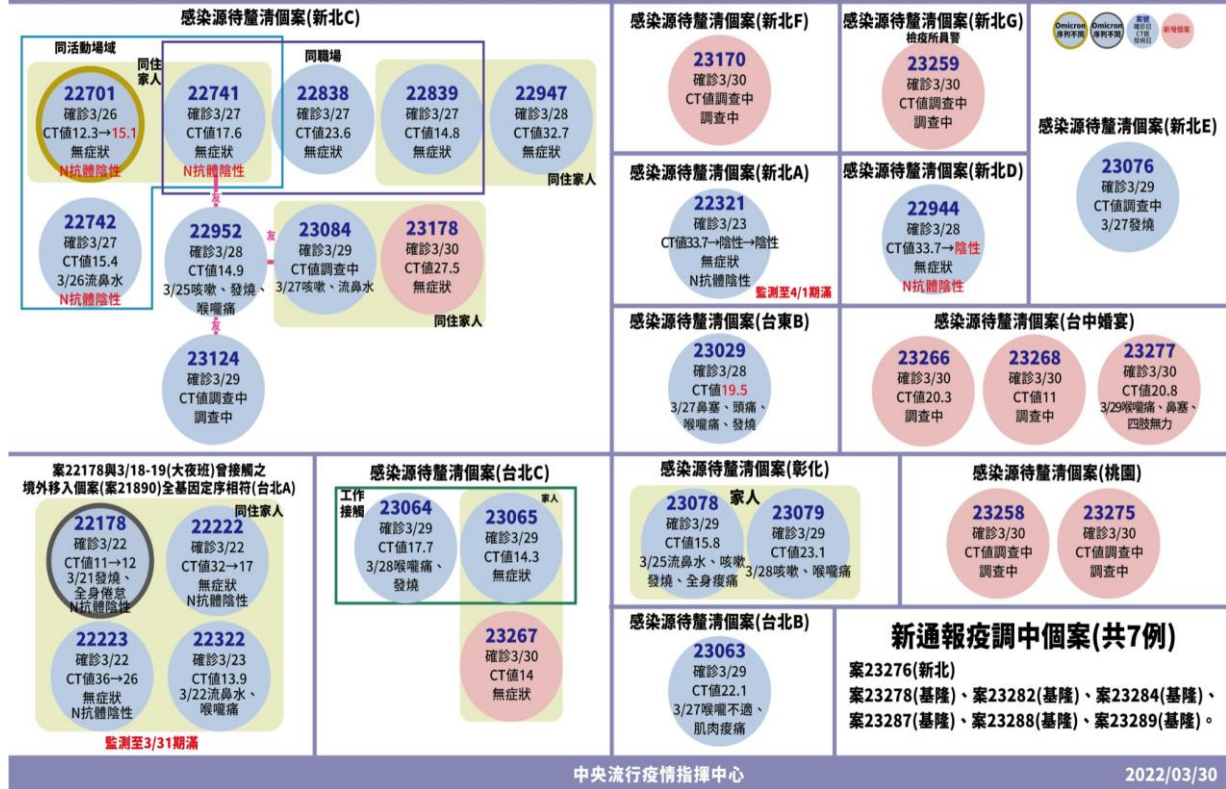 感染源待釐清個案(新北C)
同活動場域
同住
家人
同職場
22701
確診3/26
CT值12.3→15.1
無症狀
N抗體陰性
22741
確診3/27
CT值17.6
無症狀
N抗體陰性
22838
確診3/27
CT值23.6
無症狀
22839
確診3/27
CT值14.8
無症狀
22947
確診3/28
CT值32.7
無症狀
同住家人
22742
確診3/27
CT值15.4
3/26流鼻水
N抗體陰性
友
22952
確診3/28
CT值14.9
3/25咳嗽、發燒、
喉嚨痛
友
23084
確診3/29
CT值調查中
3/27咳嗽、流鼻水
23178
確診3/30
CT值27.5
無症狀
同住家人
友
23124
確診3/29
CT值調查中
調查中
感染源待釐清個案(新北F)
23170
確診3/30
CT值調查中
調查中
感染源待釐清個案(新北G)
檢疫所員警
23259
確診3/30
CT值調查中
調查中
Omicron
序列不同
Omicron
序列不同
案號
確診日
CT值
發病日
新增個案
感染源待釐清個案(新北E)
23076
確診3/29
CT值調查中
3/27發燒
感染源待釐清個案(新北A)
22321
確診3/23
CT值33.7→陰性→陰性
無症狀
N抗體陰性
監測至4/1期滿
感染源待釐清個案(新北D)
22944
確診3/28
CT值33.7→陰性
無症狀
N抗體陰性
感染源待釐清個案(台東B)
23029
確診3/28
CT值19.5
3/27鼻塞、頭痛、
喉嚨痛、發燒
感染源待釐清個案(台中婚宴)
23266
確診3/30
CT值20.3
調查中
23268
確診3/30
CT值11
調查中
23277
確診3/30
CT值20.8
3/29喉嚨痛、鼻塞、
四肢無力
案22178與3/18-19(大夜班)曾接觸之
境外移入個案(案21890)全基因定序相符(台北A)
同住家人
22178
確診3/22
CT值11→12
3/21發燒、
全身倦怠
N抗體陰性
22222
確診3/22
CT值32→17
無症狀
N抗體陰性
22223
確診3/22
CT值36→26
無症狀
N抗體陰性
22322
確診3/23
CT值13.9
3/22流鼻水、
喉嚨痛
監測至3/31期滿
感染源待釐清個案(台北C)
工作
接觸
家人
23064
確診3/29
CT值17.7
3/28喉嚨痛、
發燒
23065
確診3/29
CT值14.3
無症狀
23267
確診3/30
CT值14
無症狀
感染源待釐清個案(彰化)
家人
23078
確診3/29
CT值15.8
3/25流鼻水、咳嗽
發燒、全身痠痛
23079
確診3/29
CT值23.1
3/28咳嗽、喉嚨痛
感染源待釐清個案(桃園)
23258
確診3/30
CT值調查中
調查中
23275
確診3/30
CT值調查中
調查中
感染源待釐清個案(台北B)
23063
確診3/29
CT值22.1
3/27喉嚨不適、
肌肉痠痛
新通報疫調中個案(共7例)
案23276(新北)
案23278(基隆)、案23282(基隆)、案23284(基隆)、
案23287(基隆)、案23288(基隆)、案23289(基隆)。
中央流行疫情指揮中心
2022/03/30